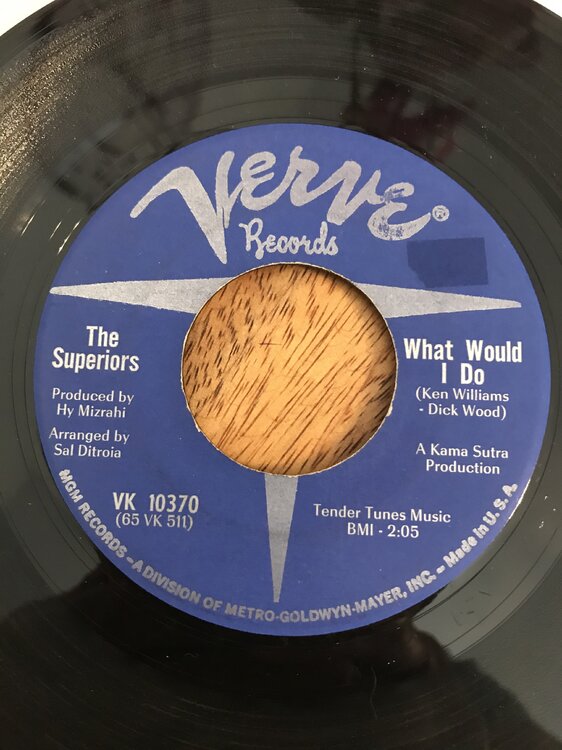 Verve®
Records
The
Superiors
Produced by
Hy Mizrahi
Arranged by
Sal Ditroia
VK 10370
(65 VK 511)
What Would
I Do
(Ken Williams
- Dick Wood)
A Kama Sutra
Production
Tender Tunes Music
BMI - 2:05
MGM RECORDS-A DIVISION OF METRO-GOLDWYN-MAYER, INC.-Made in U.S.A.